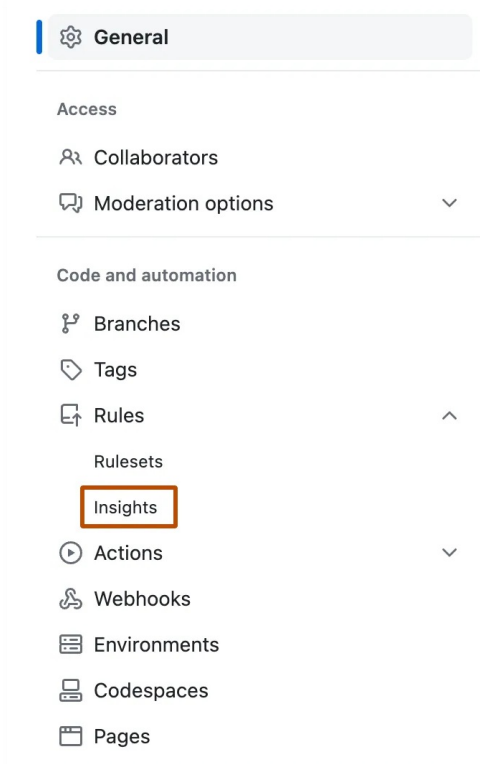 General
Access
Collaborators
Moderation options
Code and automation
Branches
Tags
Rules
Rulesets
Insights
Actions
Webhooks
Environments
Codespaces
Pages